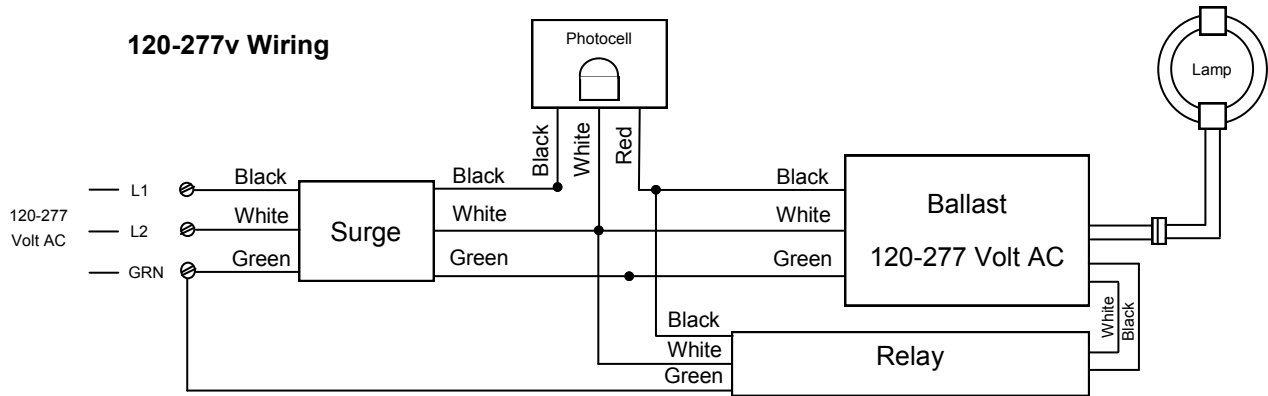 120-277v Wiring
Photocell
Lamp
Black
White
Red
L1
Black
Black
Black
120-277
Volt AC
L2
White
Surge
White
White
Ballast
120-277 Volt AC
GRN
Green
Green
Green
White
Black
Black
White
Green
Relay